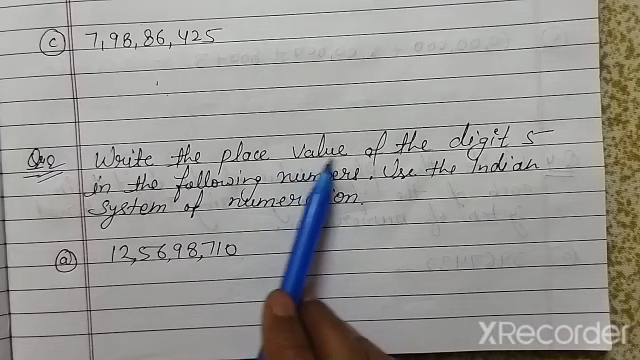 (c) 7,98,86,425
Que Write the place value of the digit 5
in the following numbers. Use the Indian
System of numeration.
(a) 12,56,98,710
XRecorder